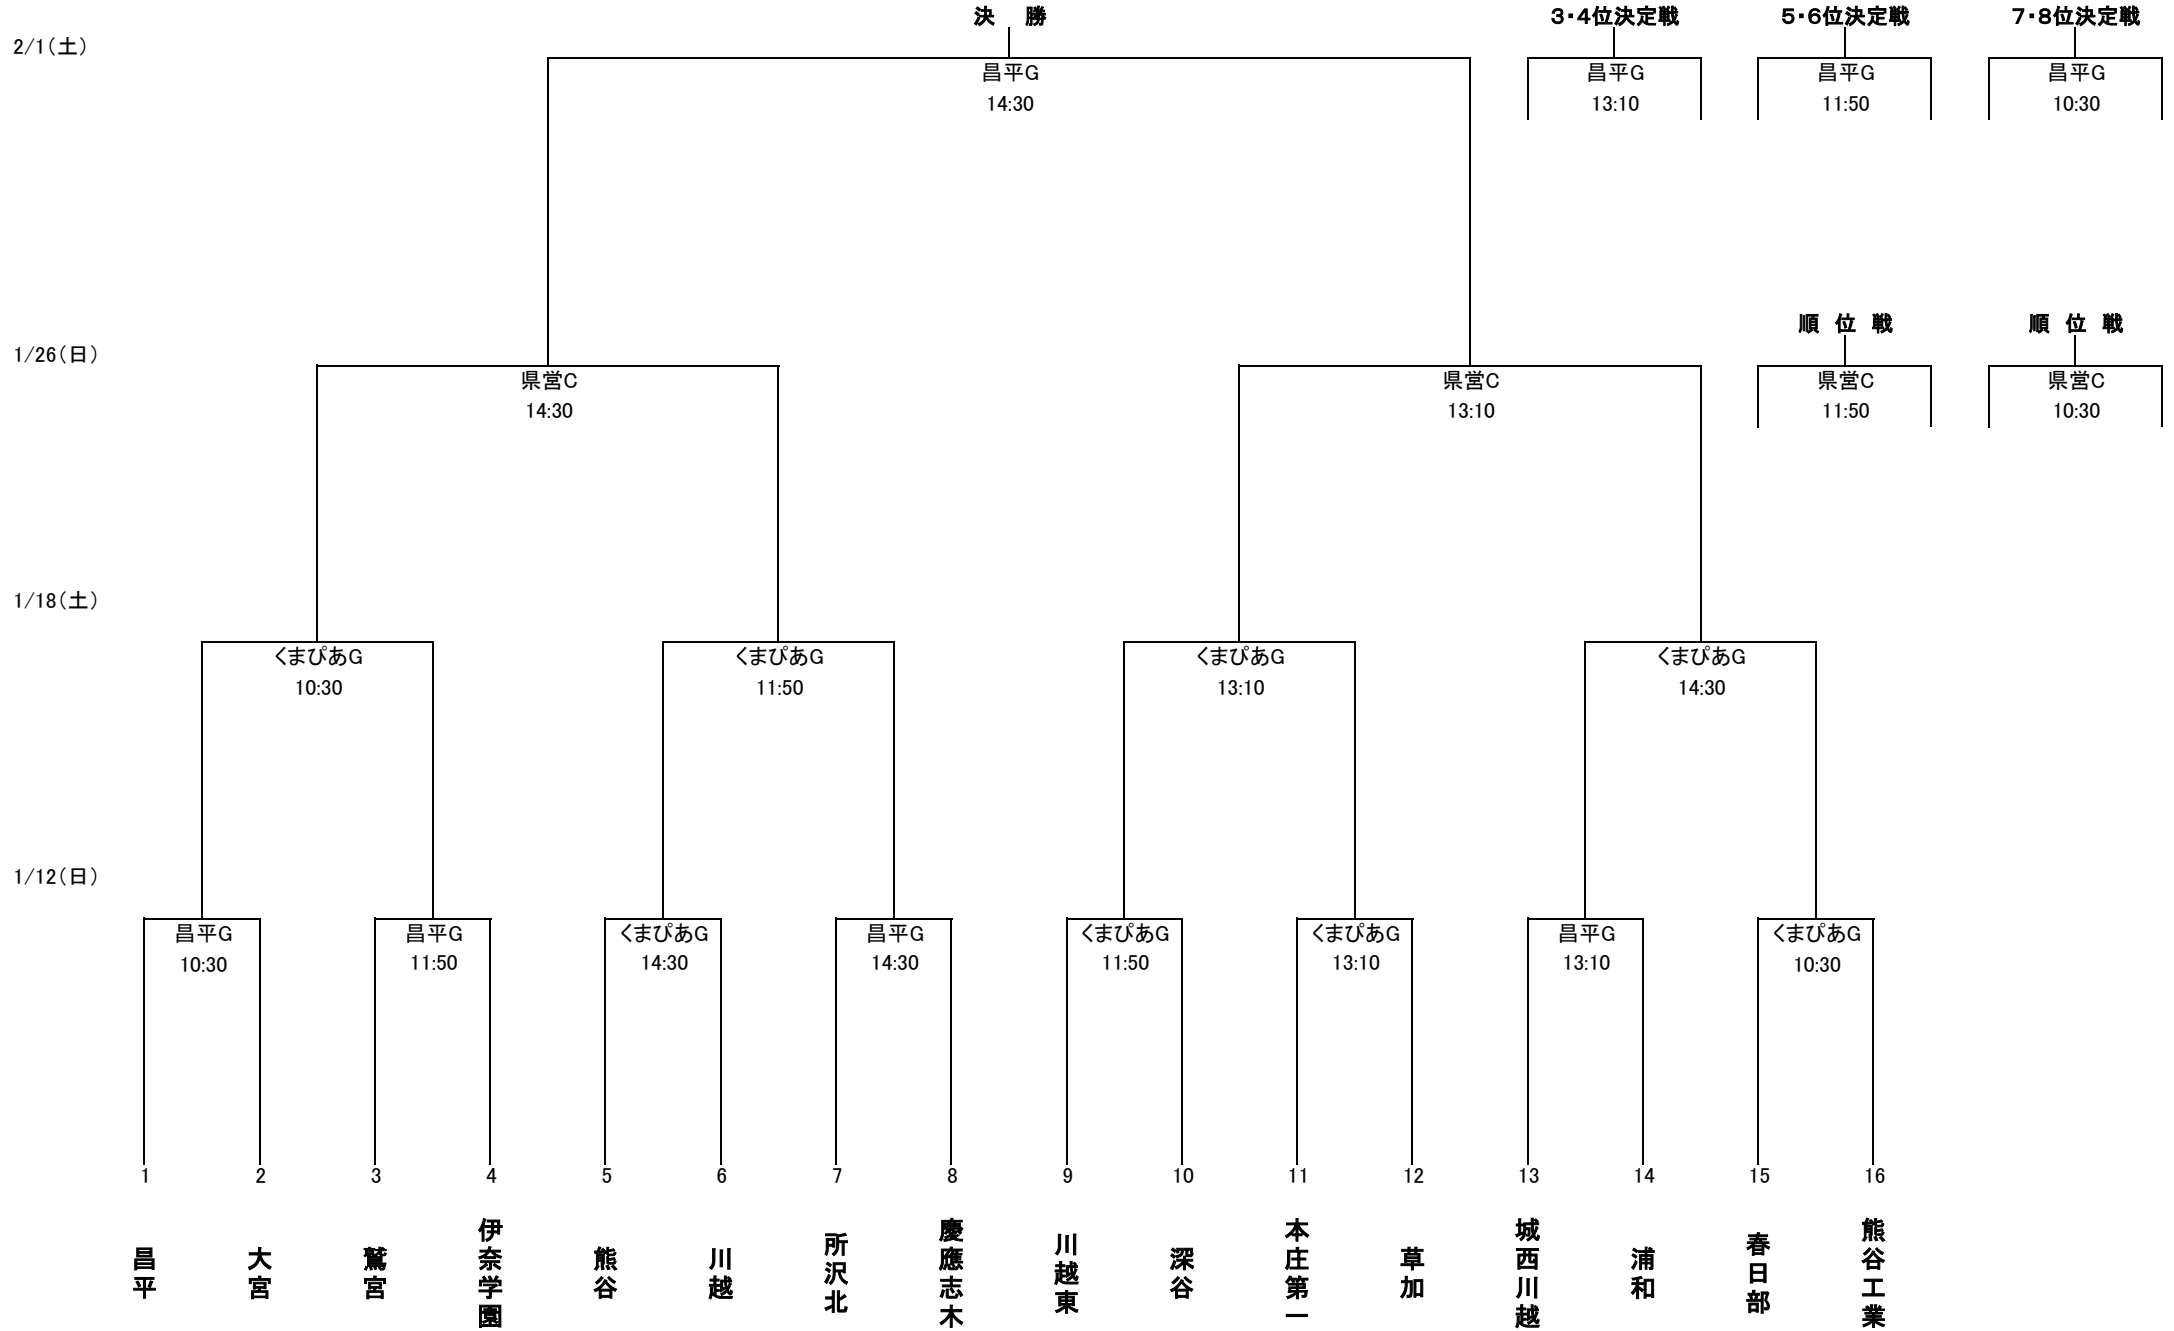 決　勝
3・4位決定戦
5・6位決定戦
7・8位決定戦
2/1(土)
昌平G
14:30
昌平G
13:10
昌平G
11:50
昌平G
10:30
順 位 戦
順 位 戦
1/26(日)
県営C
14:30
県営C
13:10
県営C
11:50
県営C
10:30
1/18(土)
くまぴあG
10:30
くまぴあG
11:50
くまぴあG
13:10
くまぴあG
14:30
1/12(日)
昌平G
10:30
昌平G
11:50
くまぴあG
14:30
昌平G
14:30
くまぴあG
11:50
くまぴあG
13:10
昌平G
13:10
くまぴあG
10:30
1
2
3
4
5
6
7
8
9
10
11
12
13
14
15
16
昌平
大宮
鷲宮
伊奈学園
熊谷
川越
所沢北
慶應志木
川越東
深谷
本庄第一
草加
城西川越
浦和
春日部
熊谷工業